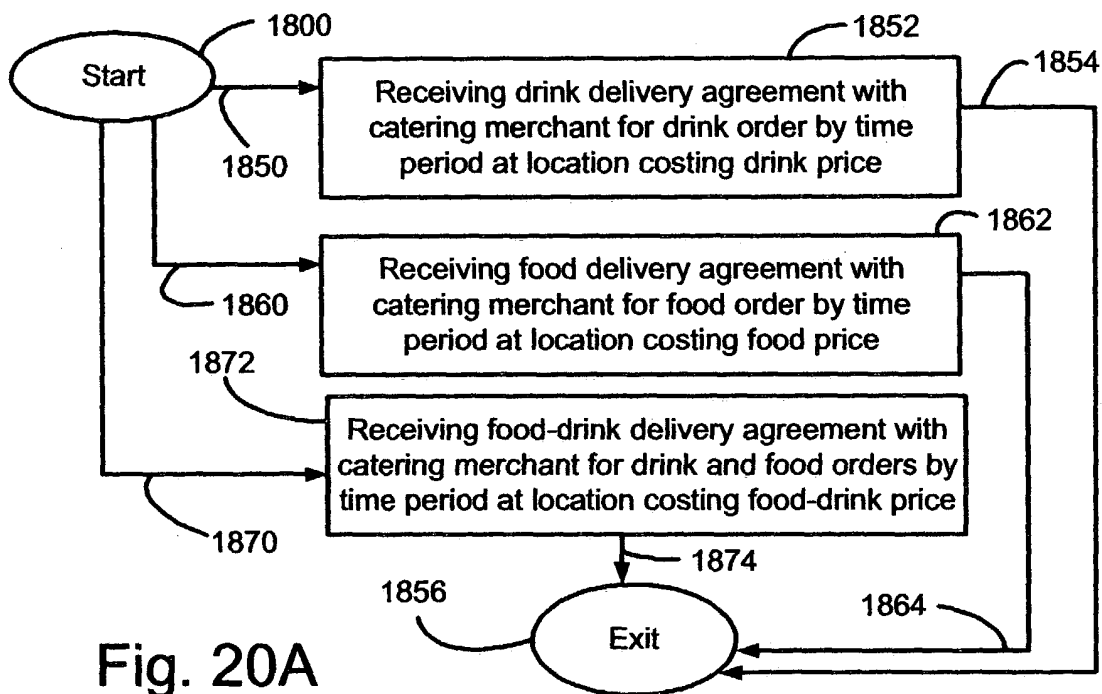 1800
Start
1852
1854
Receiving drink delivery agreement with
catering merchant for drink order by time
period at location costing drink price
1850
1862
Receiving food delivery agreement with
catering merchant for food order by time
period at location costing food price
1860
1872
Receiving food-drink delivery agreement with
catering merchant for drink and food orders by
time period at location costing food-drink price
1870
1874
1856
1864
Exit
Fig. 20A